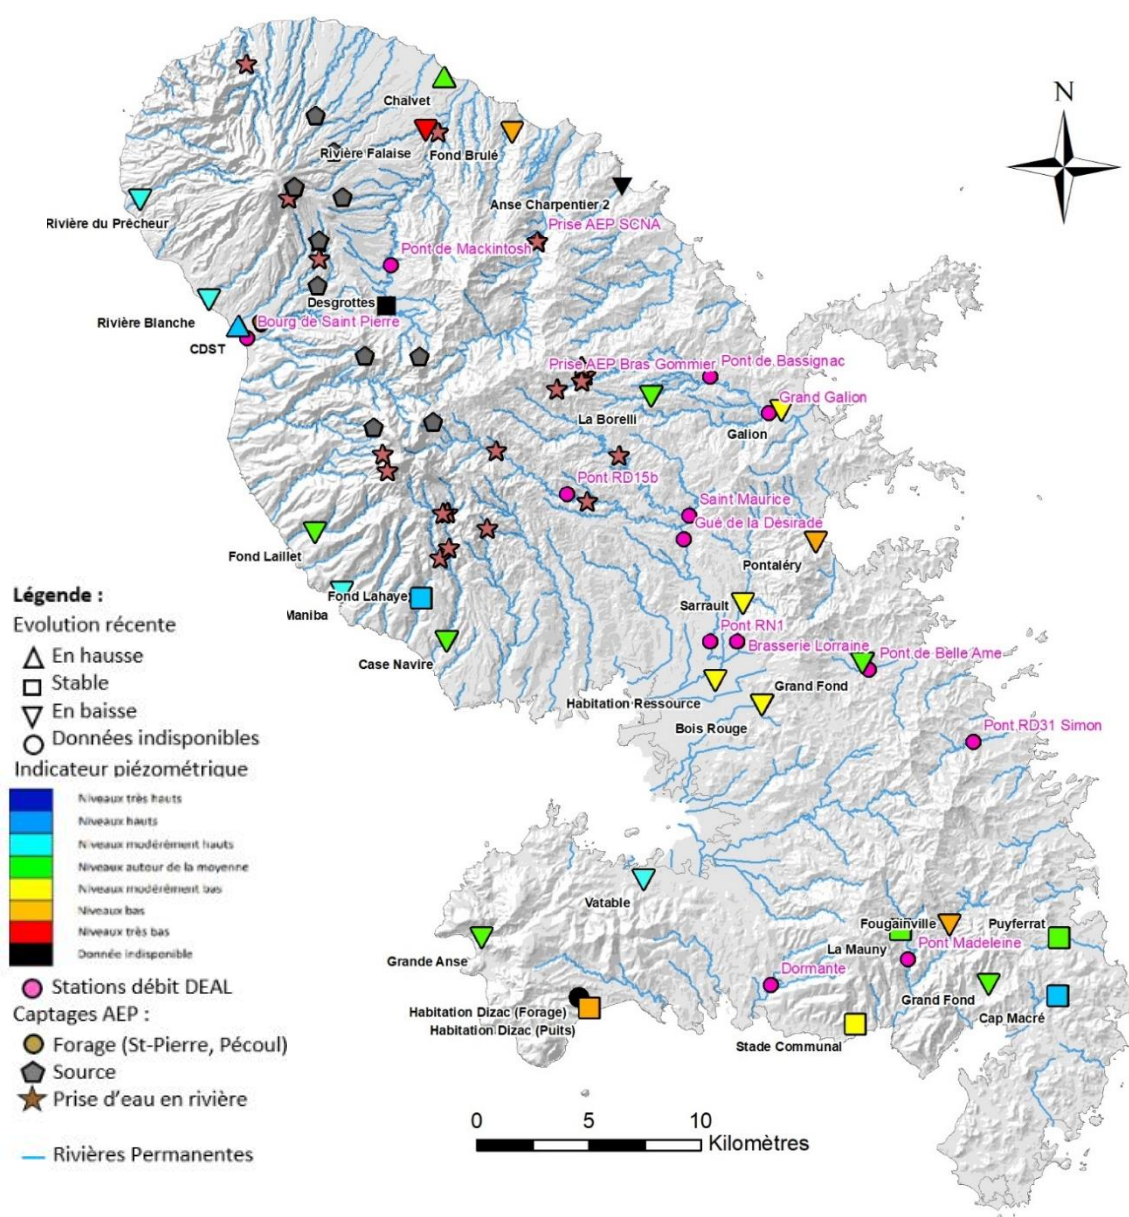 N
Chalvet
Rivière Falaise
Fond Brulé
Anse Charpentier 2
Rivière du Prêcheur
Prise AEP SCNA
Pont de Mackintosh
Desgrottes
Rivière Blanche
Bourg de Saint Pierre
CDST
Prise AEP Bras Gommier
Pont de Bassignac
La Borelli
Grand Galion
Galion
Pont RD15b
Saint Maurice
Gué de la Désirade
Fond Laillet
Pontaléry
Maniba
Fond Lahaye
Sarrault
Case Navire
Pont RN1
Brasserie Lorraine
Pont de Belle Ame
Grand Fond
Habitation Ressource
Bois Rouge
Pont RD31 Simon
Vatable
Fougainville
Puyferrat
La Mauny
Pont Madeleine
Grande Anse
Dormante
Grand Fond
Cap Macré
Habitation Dizac (Forage)
Habitation Dizac (Puits)
Stade Communal
Légende :
Evolution récente
En hausse
Stable
En baisse
Données indisponibles
Indicateur piézométrique
Niveaux très hauts
Niveaux hauts
Niveaux modérément hauts
Niveaux autour de la moyenne
Niveaux modérément bas
Niveaux bas
Niveaux très bas
Donnée indisponible
Stations débit DEAL
Captages AEP :
Forage (St-Pierre, Pécoul)
Source
Prise d'eau en rivière
Rivières Permanentes
0 5 10
Kilomètres